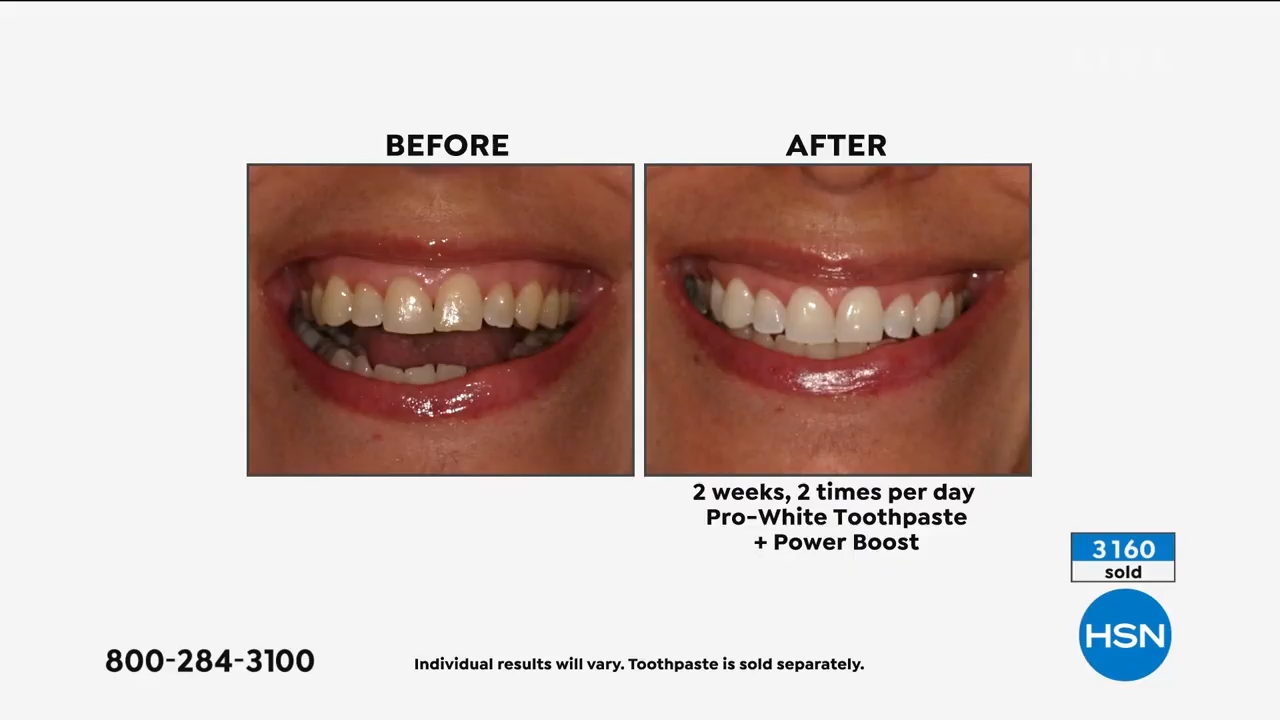 BEFORE
AFTER
2 weeks, 2 times per day
Pro-White Toothpaste
+ Power Boost
3160
sold
HSN
800-284-3100
Individual results will vary. Toothpaste is sold separately.